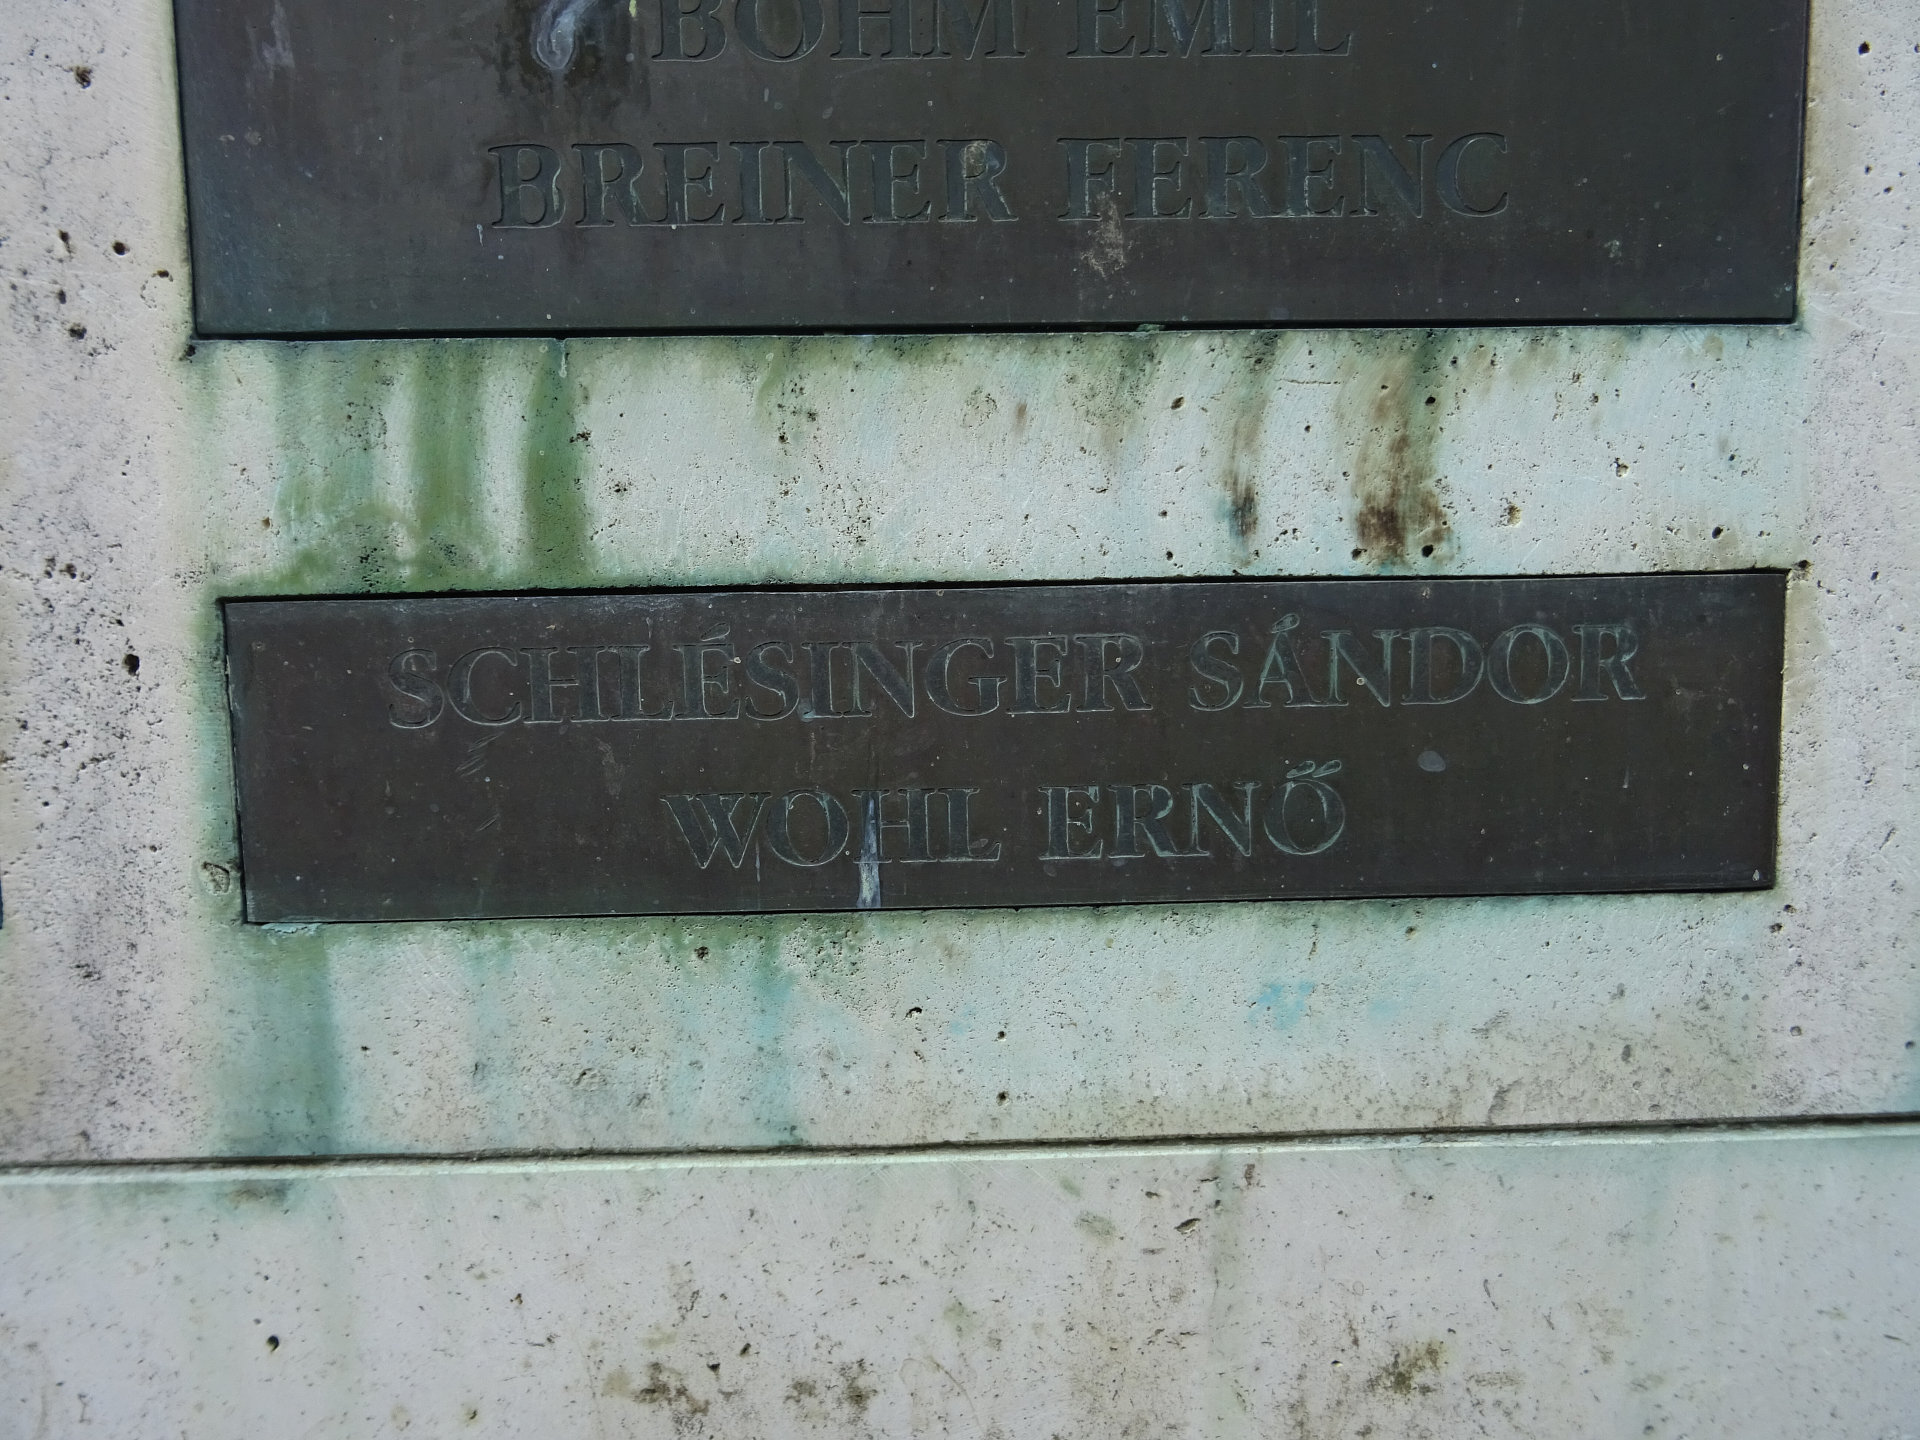 BÖHM EMIL
BREINER FERENC
SCHLÉSINGER SÁNDOR
WOHL ERNŐ